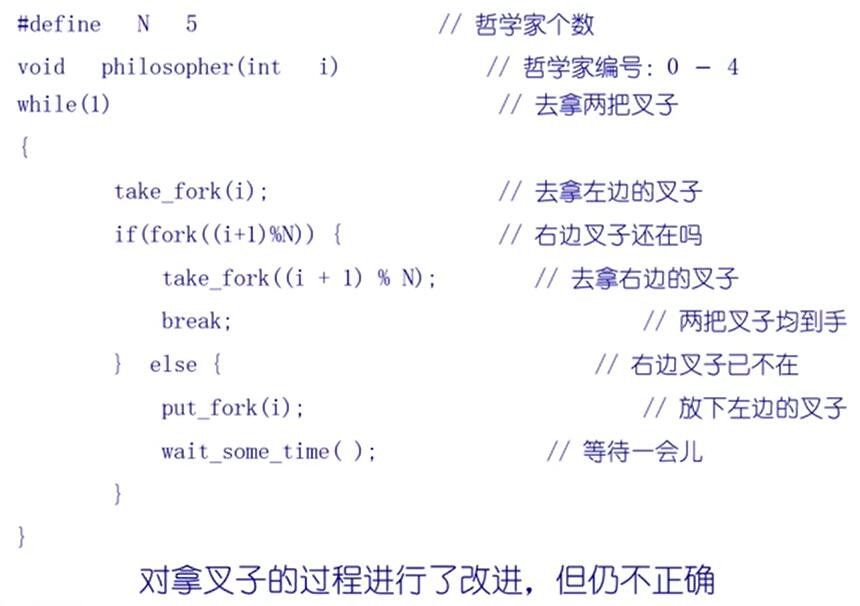 #define   N   5                    // 哲学家个数
void   philosopher(int   i)            // 哲学家编号: 0 - 4
while(1)                                // 去拿两把叉子
{
        take_fork(i);                   // 去拿左边的叉子
        if(fork((i+1)%N)) {             // 右边叉子还在吗
            take_fork((i + 1) % N);        // 去拿右边的叉子
            break;                                  // 两把叉子均到手
        }  else {                               // 右边叉子已不在
            put_fork(i);                            // 放下左边的叉子
            wait_some_time( );              // 等待一会儿
        }
}
对拿叉子的过程进行了改进，但仍不正确